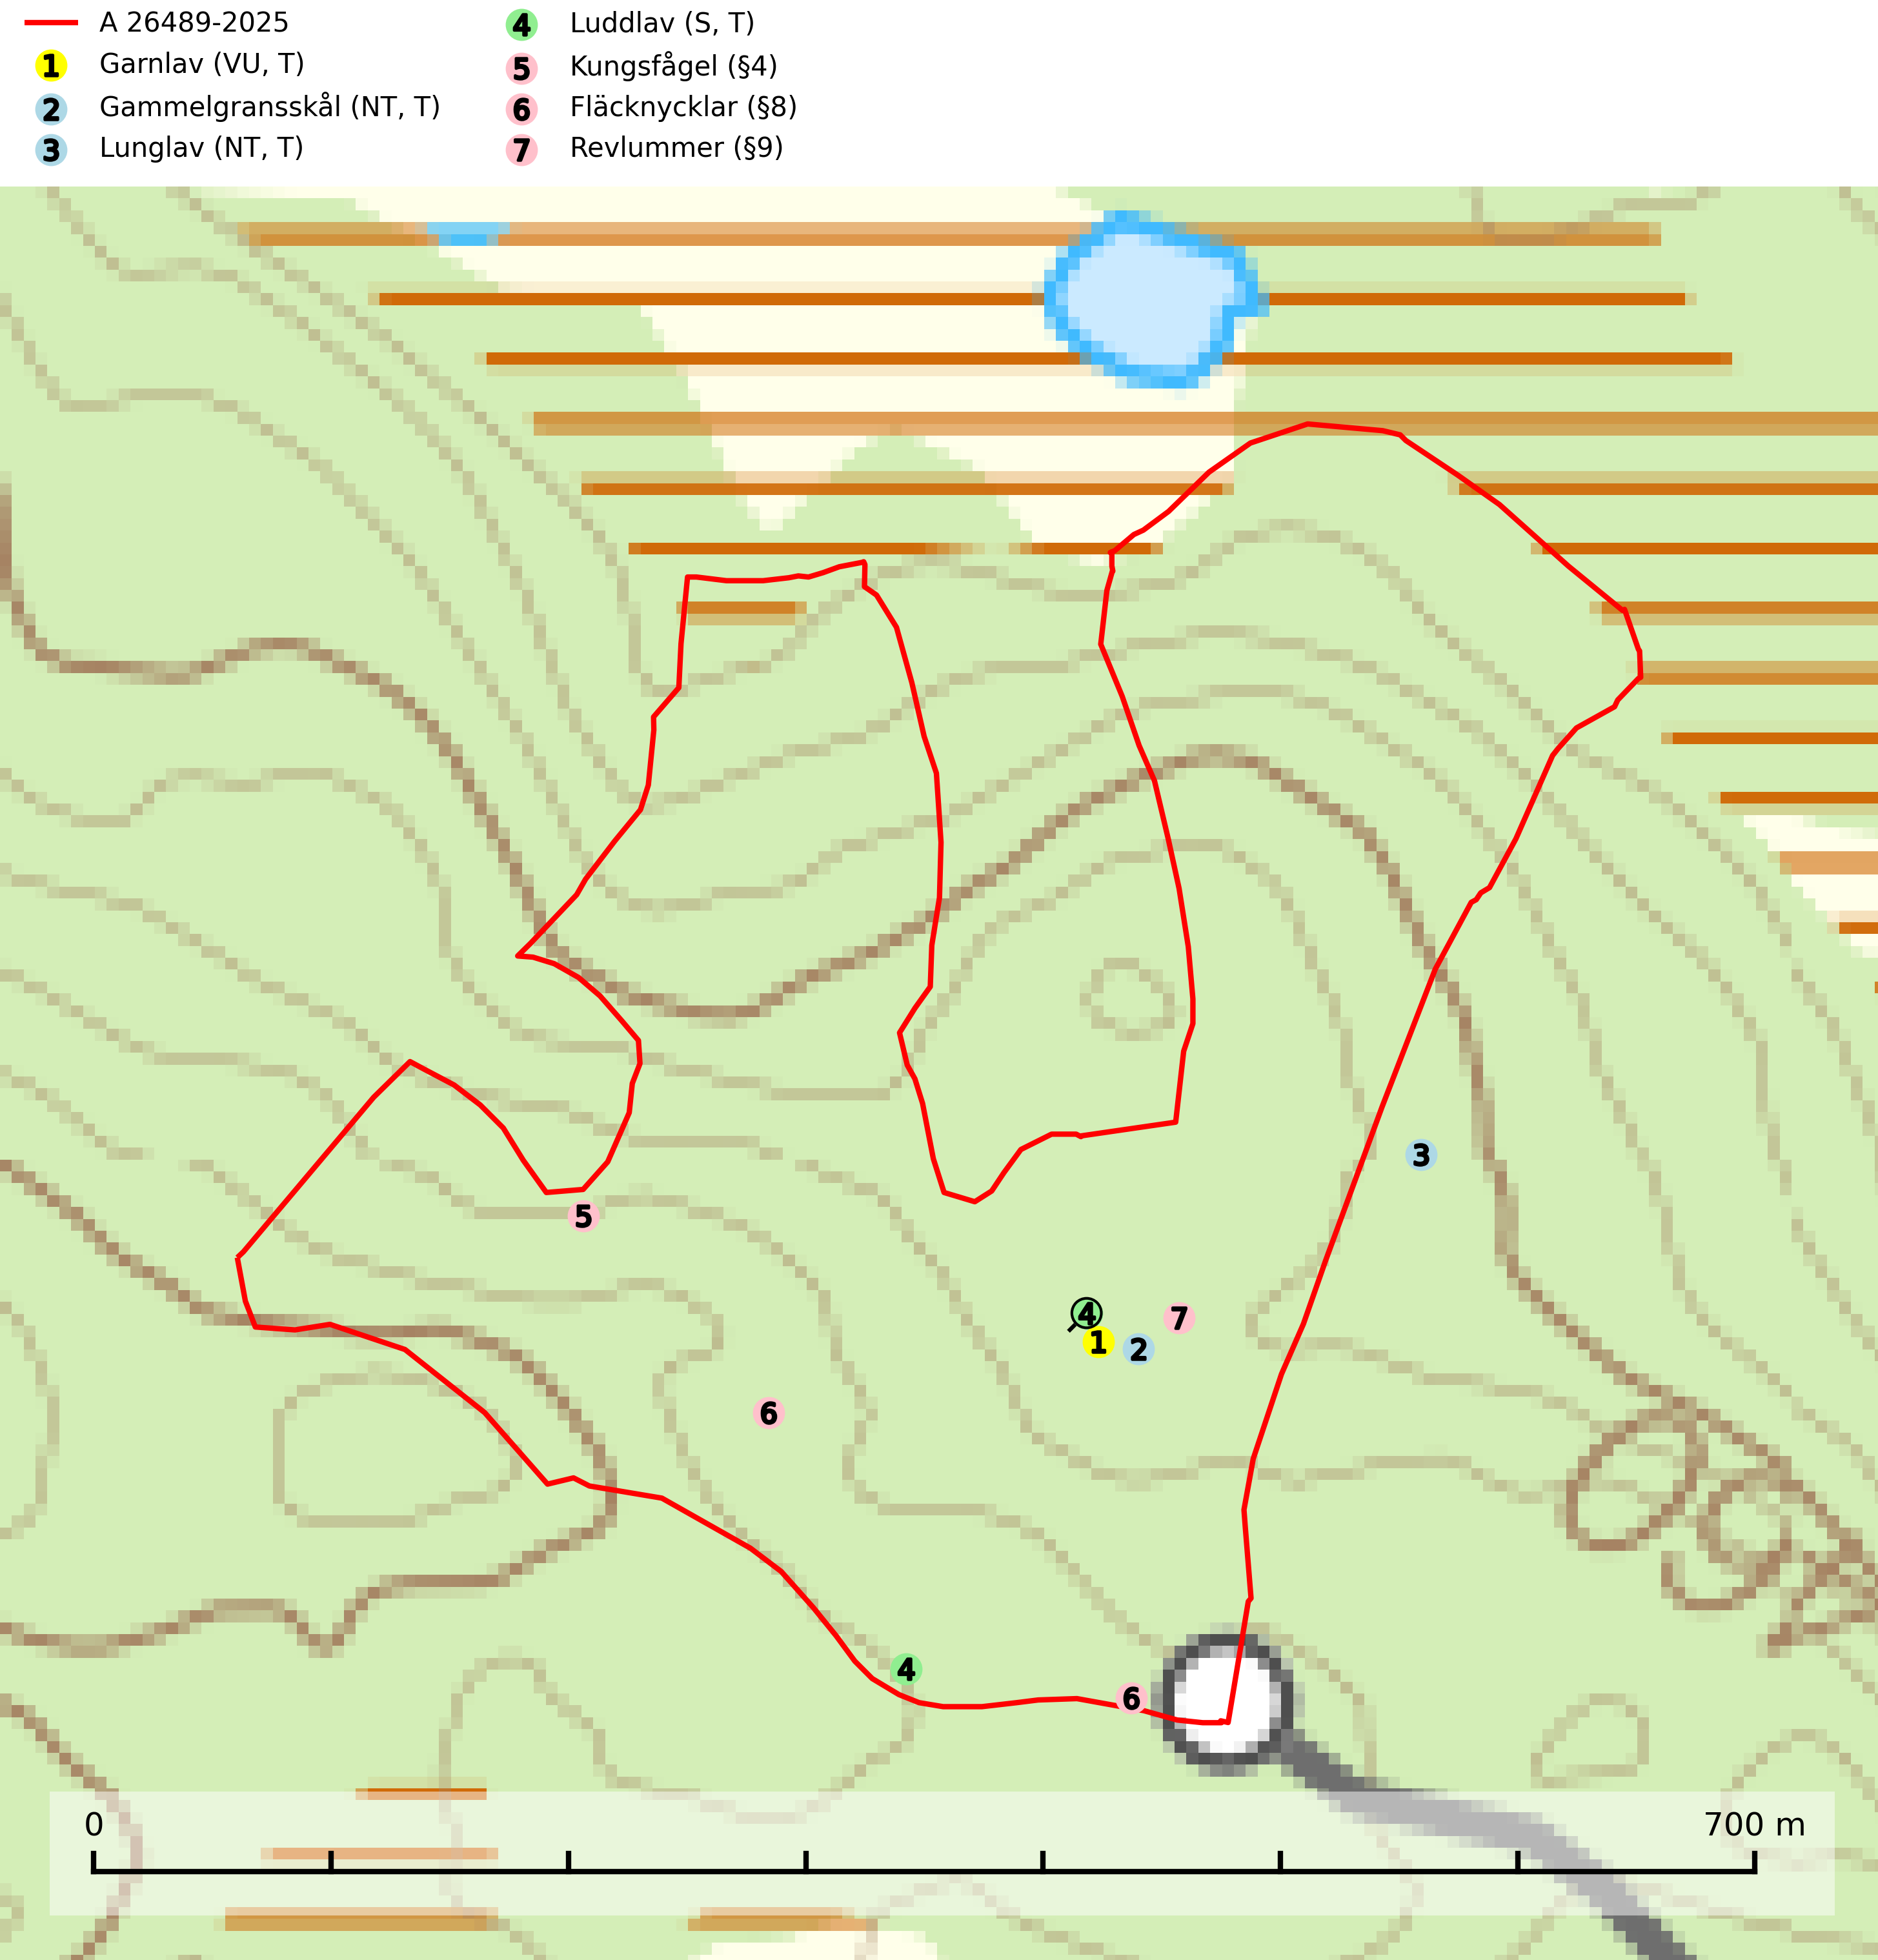 A 26489-2025
1 Garnlav (VU, T)
2 Gammelgransskål (NT, T)
3 Lunglav (NT, T)
4 Luddlav (S, T)
5 Kungsfågel (§4)
6 Fläcknycklar (§8)
7 Revlummer (§9)
3
5
4
7
1
2
6
4
6
0
700 m